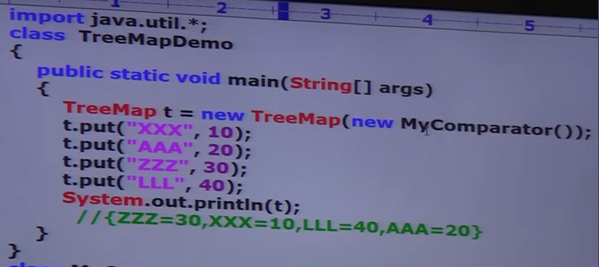 1 2 3 4 5
import java.util.*;
class TreeMapDemo
{
public static void main(String[] args)
{
TreeMap t = new TreeMap(new MyComparator());
t.put("XXX", 10);
t.put("AAA", 20);
t.put("ZZZ", 30);
t.put("LLL", 40);
System.out.println(t);
//{ZZZ=30,XXX=10,LLL=40,AAA=20}
}
}